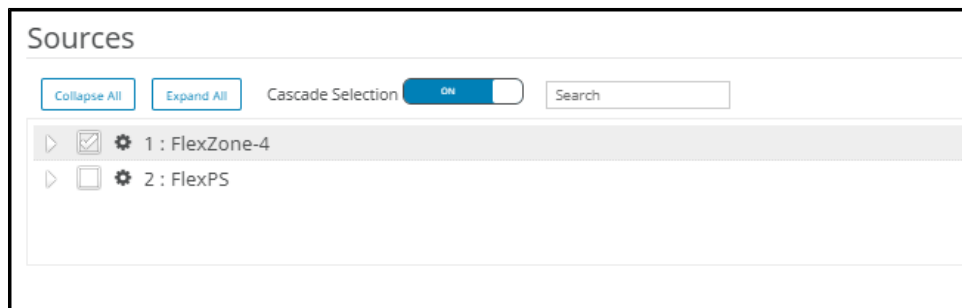 Sources
Collapse All Expand All Cascade Selection ON Search
1 : FlexZone-4
2 : FlexPS